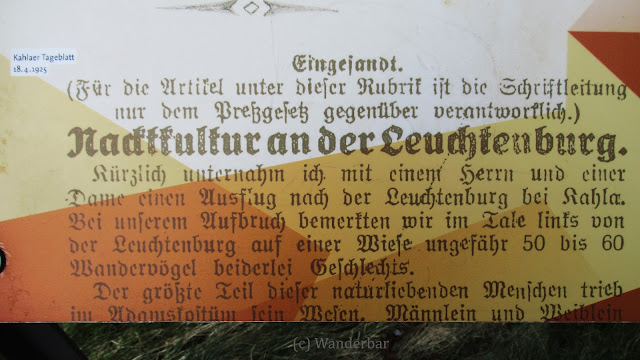 Kahlaer Tageblatt
18.4.1925
Eingesandt.
(Für die Artikel unter dieser Rubrik ist die Schriftleitung
nur dem Preßgesetz gegenüber verantwortlich.)
Nacktkultur an der Leuchtenburg.
Kürzlich unternahm ich mit einem Herrn und einer
Dame einen Ausflug nach der Leuchtenburg bei Kahla.
Bei unserem Aufbruch bemerkten wir im Tale links von
der Leuchtenburg auf einer Wiese ungefähr 50 bis 60
Wandervögel beiderlei Geschlechts.
Der größte Teil dieser naturliebenden Menschen trieb
im Adamskostüm sein Wesen. Männlein und Weiblein
(c) Wanderbar